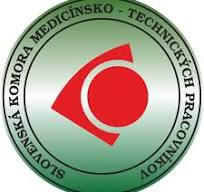 SLOVENSKÁ KOMORA MEDICÍNSKO - TECHNICKÝCH PRACOVNÍKOV